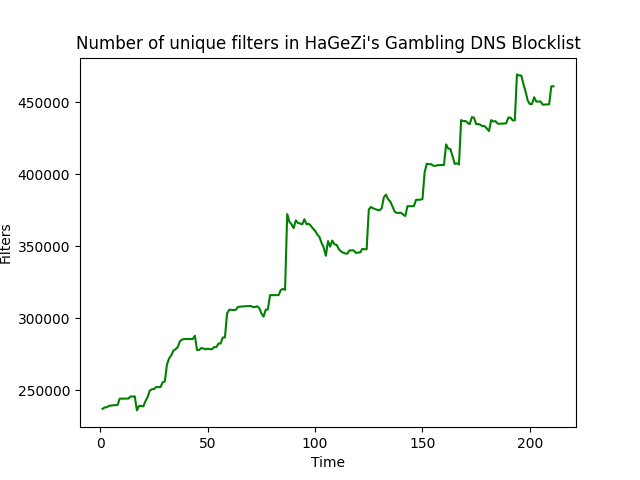 Number of unique filters in HaGeZi's Gambling DNS Blocklist
450000
400000
350000
300000
250000
Filters
0 50 100 150 200
Time